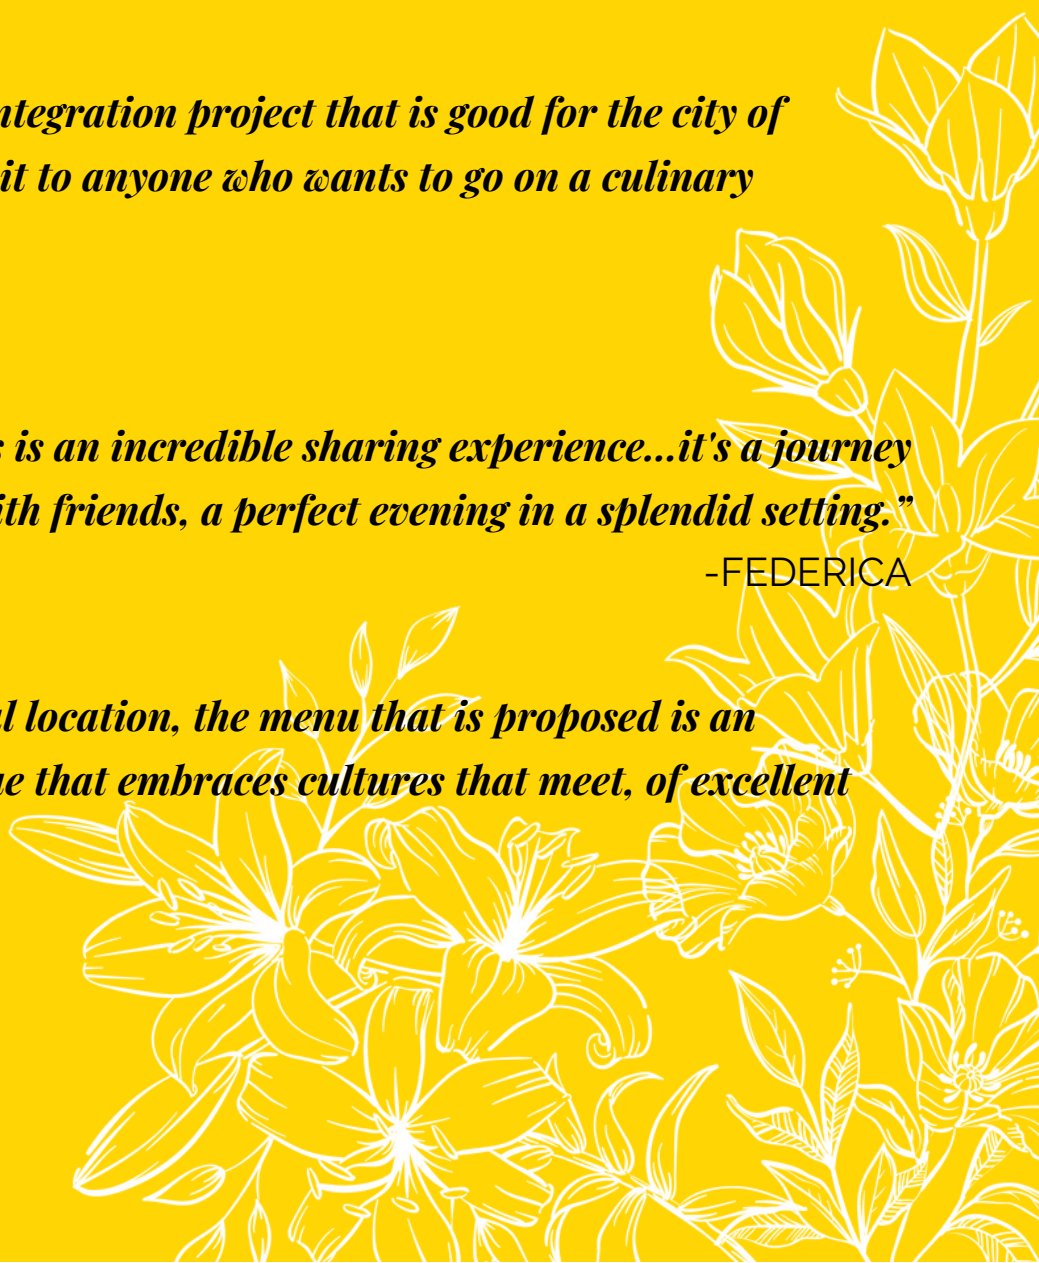 ntegration project that is good for the city of
it to anyone who wants to go on a culinary
s is an incredible sharing experience...it's a journey
ith friends, a perfect evening in a splendid setting.”
-FEDERICA
l location, the menu that is proposed is an
ue that embraces cultures that meet, of excellent